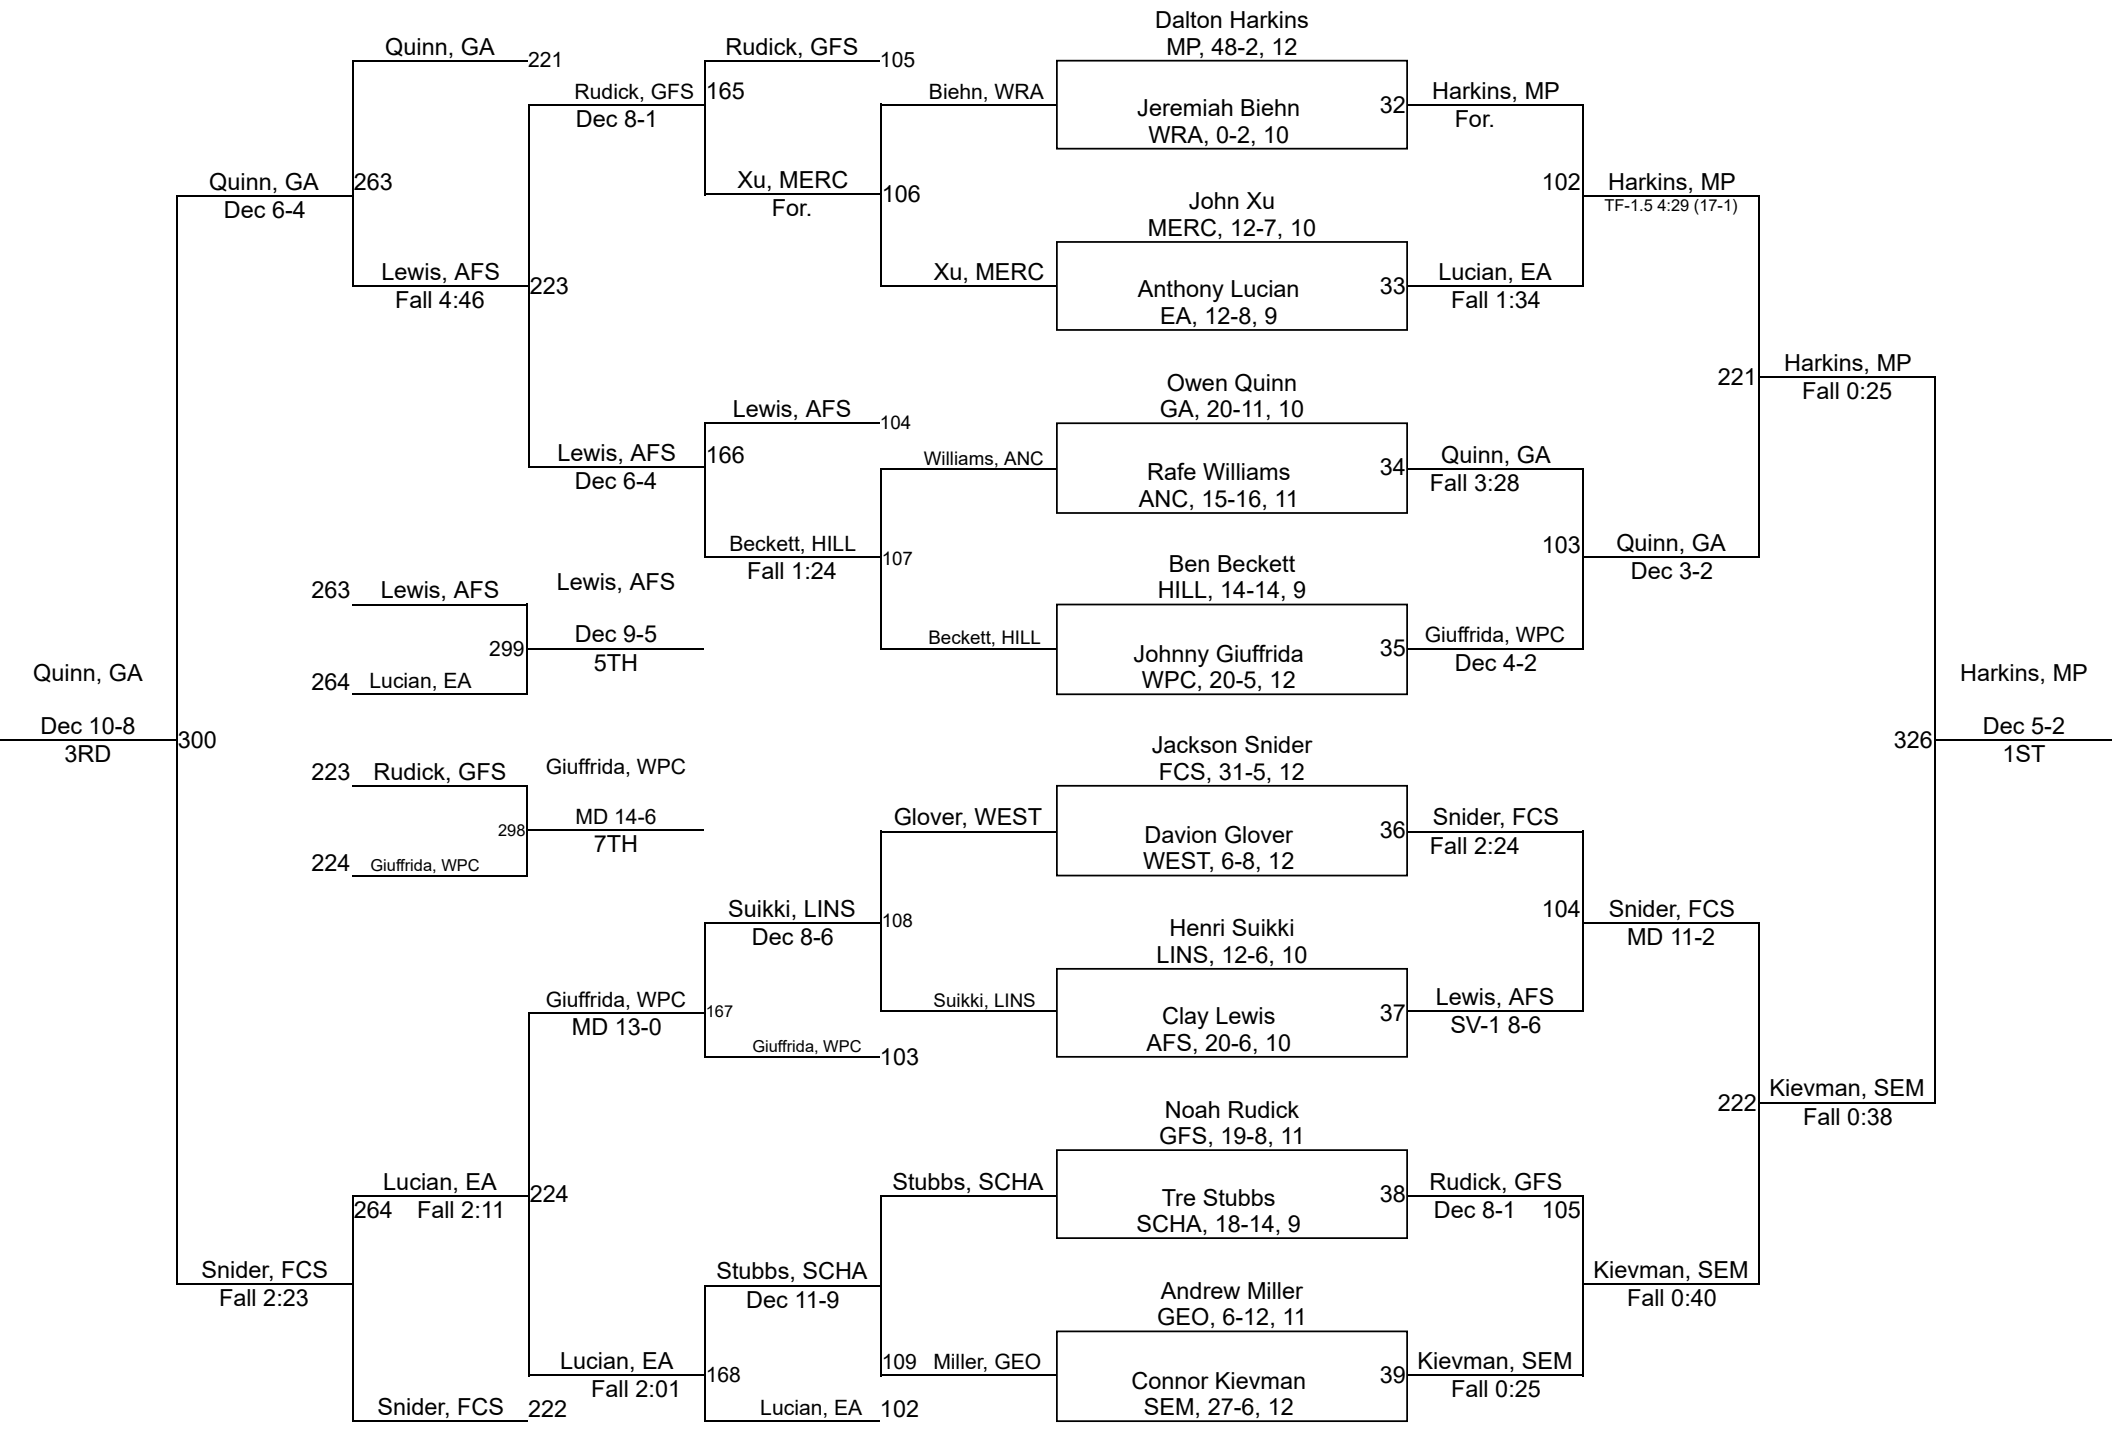 Dalton Harkins
Quinn, GA
221
Rudick, GFS
105
MP, 48-2, 12
Rudick, GFS
165
Biehn, WRA
Dec 8-1
Jeremiah Biehn
WRA, 0-2, 10
32
Harkins, MP
For.
Quinn, GA
263
Dec 6-4
Xu, MERC
106
For.
John Xu
MERC, 12-7, 10
102
Harkins, MP
TF-1.5 4:29 (17-1)
Lewis, AFS
223
Fall 4:46
Xu, MERC
Anthony Lucian
EA, 12-8, 9
33
Lucian, EA
Fall 1:34
Owen Quinn
GA, 20-11, 10
221
Harkins, MP
Fall 0:25
Lewis, AFS
104
Lewis, AFS
166
Dec 6-4
Williams, ANC
Rafe Williams
ANC, 15-16, 11
34
Quinn, GA
Fall 3:28
Beckett, HILL
107
Fall 1:24
Ben Beckett
HILL, 14-14, 9
103
Quinn, GA
Dec 3-2
263
Lewis, AFS
Lewis, AFS
299
Dec 9-5
5TH
264
Lucian, EA
Beckett, HILL
Johnny Giuffrida
WPC, 20-5, 12
35
Giuffrida, WPC
Dec 4-2
Quinn, GA
Dec 10-8
3RD
300
Harkins, MP
326
Dec 5-2
1ST
223
Rudick, GFS
Giuffrida, WPC
298
MD 14-6
7TH
224
Giuffrida, WPC
Jackson Snider
FCS, 31-5, 12
Glover, WEST
Davion Glover
WEST, 6-8, 12
36
Snider, FCS
Fall 2:24
Suikki, LINS
108
Dec 8-6
Henri Suikki
LINS, 12-6, 10
104
Snider, FCS
MD 11-2
Giuffrida, WPC
167
MD 13-0
Suikki, LINS
Clay Lewis
AFS, 20-6, 10
37
Lewis, AFS
SV-1 8-6
Giuffrida, WPC
103
Noah Rudick
GFS, 19-8, 11
222
Kievman, SEM
Fall 0:38
Lucian, EA
224
264
Fall 2:11
Stubbs, SCHA
Tre Stubbs
SCHA, 18-14, 9
38
Rudick, GFS
Dec 8-1
105
Snider, FCS
Fall 2:23
Stubbs, SCHA
Dec 11-9
Andrew Miller
GEO, 6-12, 11
Kievman, SEM
Fall 0:40
Lucian, EA
168
Fall 2:01
109
Miller, GEO
Connor Kievman
SEM, 27-6, 12
39
Kievman, SEM
Fall 0:25
Snider, FCS
222
Lucian, EA
102